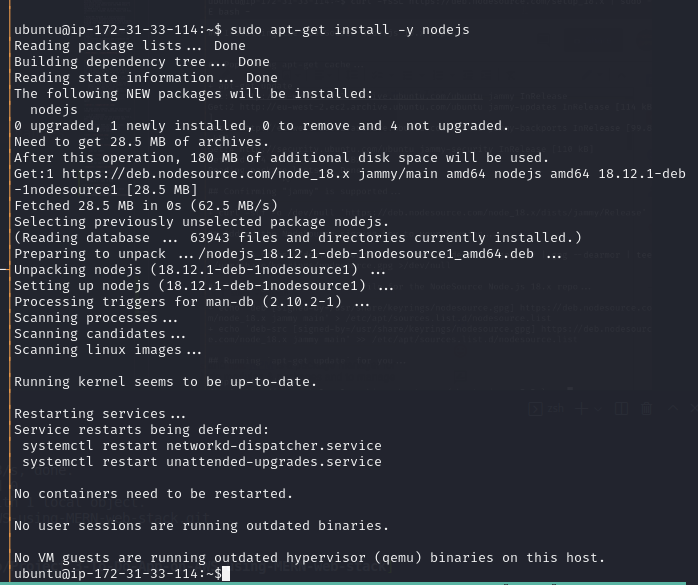 ubuntu@ip-172-31-33-114:~$ sudo apt-get install -y nodejs
Reading package lists... Done
Building dependency tree... Done
Reading state information... Done
The following NEW packages will be installed:
  nodejs
0 upgraded, 1 newly installed, 0 to remove and 4 not upgraded.
Need to get 28.5 MB of archives.
After this operation, 180 MB of additional disk space will be used.
Get:1 https://deb.nodesource.com/node_18.x jammy/main amd64 nodejs amd64 18.12.1-deb
-1nodesource1 [28.5 MB]
Fetched 28.5 MB in 0s (62.5 MB/s)
Selecting previously unselected package nodejs.
(Reading database ... 63943 files and directories currently installed.)
Preparing to unpack .../nodejs_18.12.1-deb-1nodesource1_amd64.deb ...
Unpacking nodejs (18.12.1-deb-1nodesource1) ...
Setting up nodejs (18.12.1-deb-1nodesource1) ...
Processing triggers for man-db (2.10.2-1) ...
Scanning processes...
Scanning candidates...
Scanning linux images...

Running kernel seems to be up-to-date.

Restarting services...
Service restarts being deferred:
 systemctl restart networkd-dispatcher.service
 systemctl restart unattended-upgrades.service

No containers need to be restarted.

No user sessions are running outdated binaries.

No VM guests are running outdated hypervisor (qemu) binaries on this host.
ubuntu@ip-172-31-33-114:~$